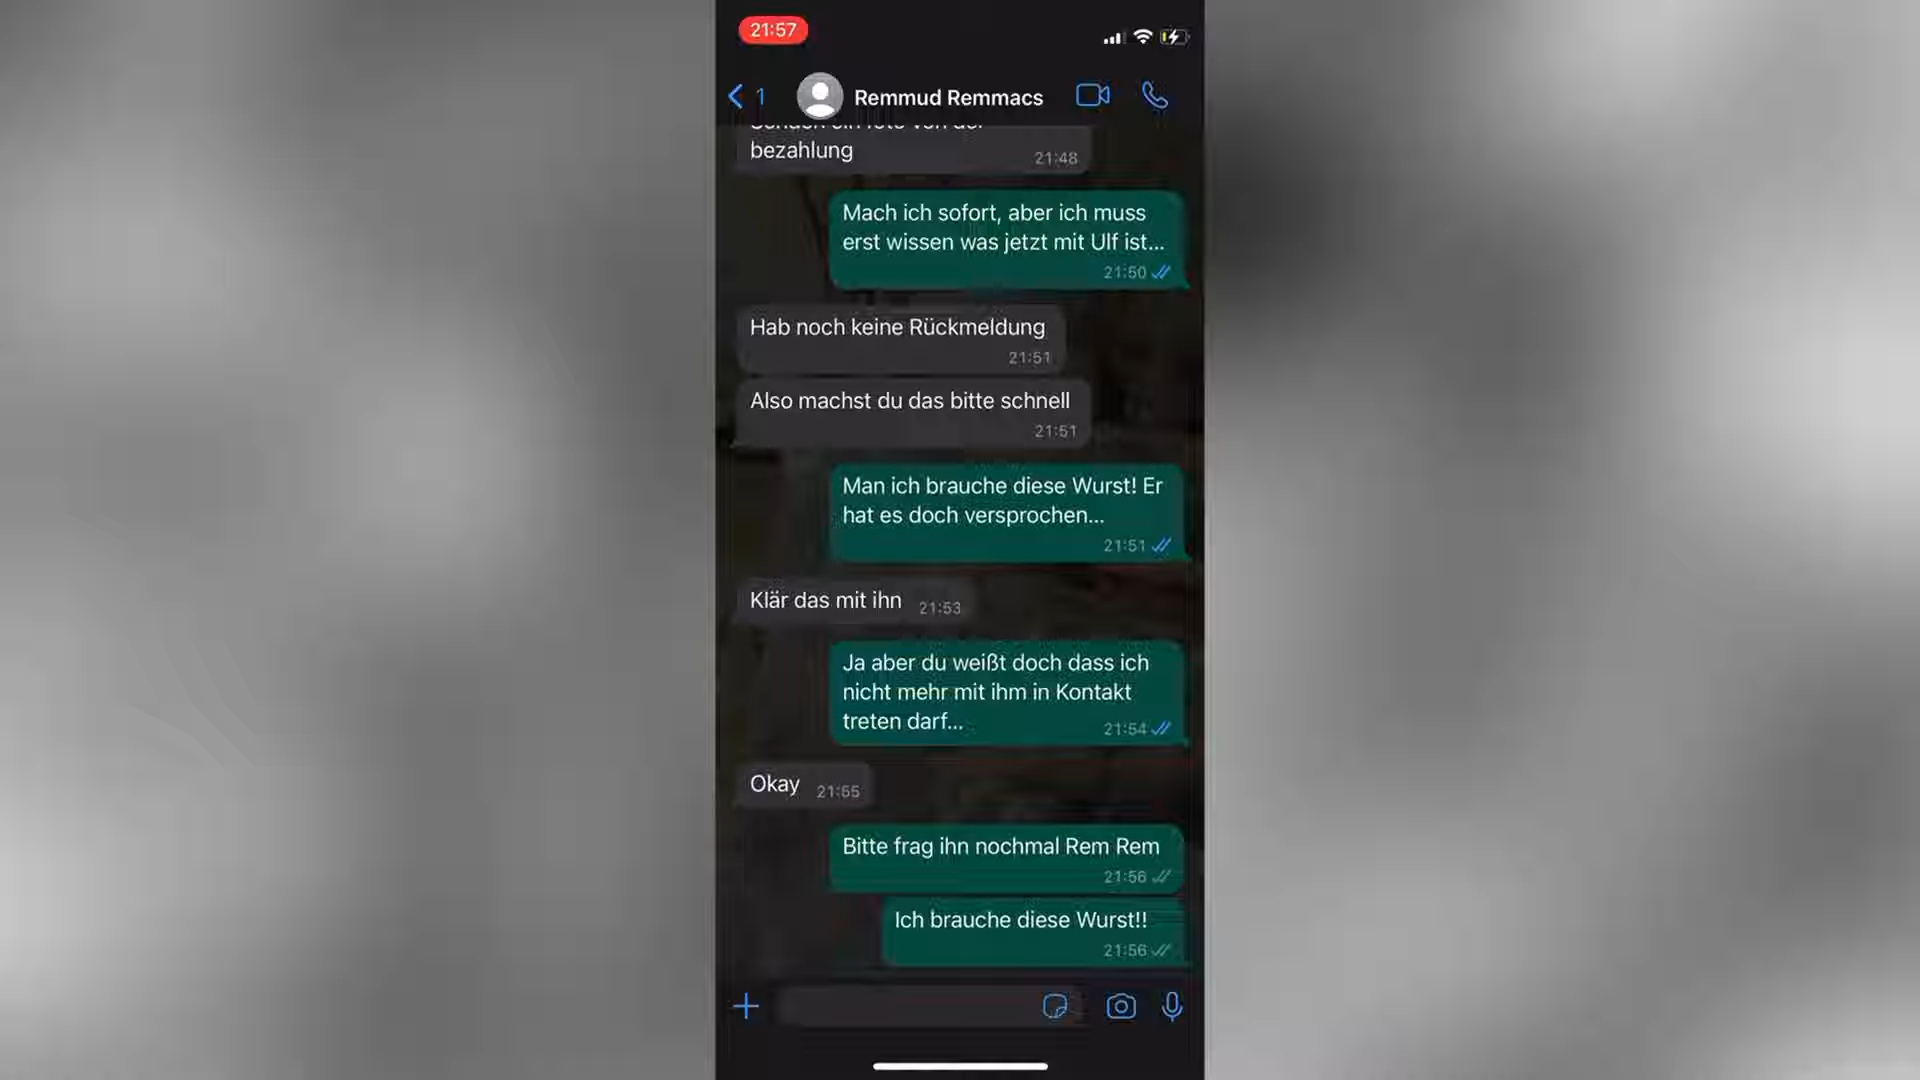 21:57
1
Remmud Remmacs
bezahlung
21:48
Mach ich sofort, aber ich muss
erst wissen was jetzt mit Ulf ist...
21:50
Hab noch keine Rückmeldung
21:51
Also machst du das bitte schnell
21:51
Man ich brauche diese Wurst! Er
hat es doch versprochen...
21:51
Klär das mit ihn
21:53
Ja aber du weißt doch dass ich
nicht mehr mit ihm in Kontakt
treten darf...
21:54
Okay
21:55
Bitte frag ihn nochmal Rem Rem
21:56
Ich brauche diese Wurst!!
21:56